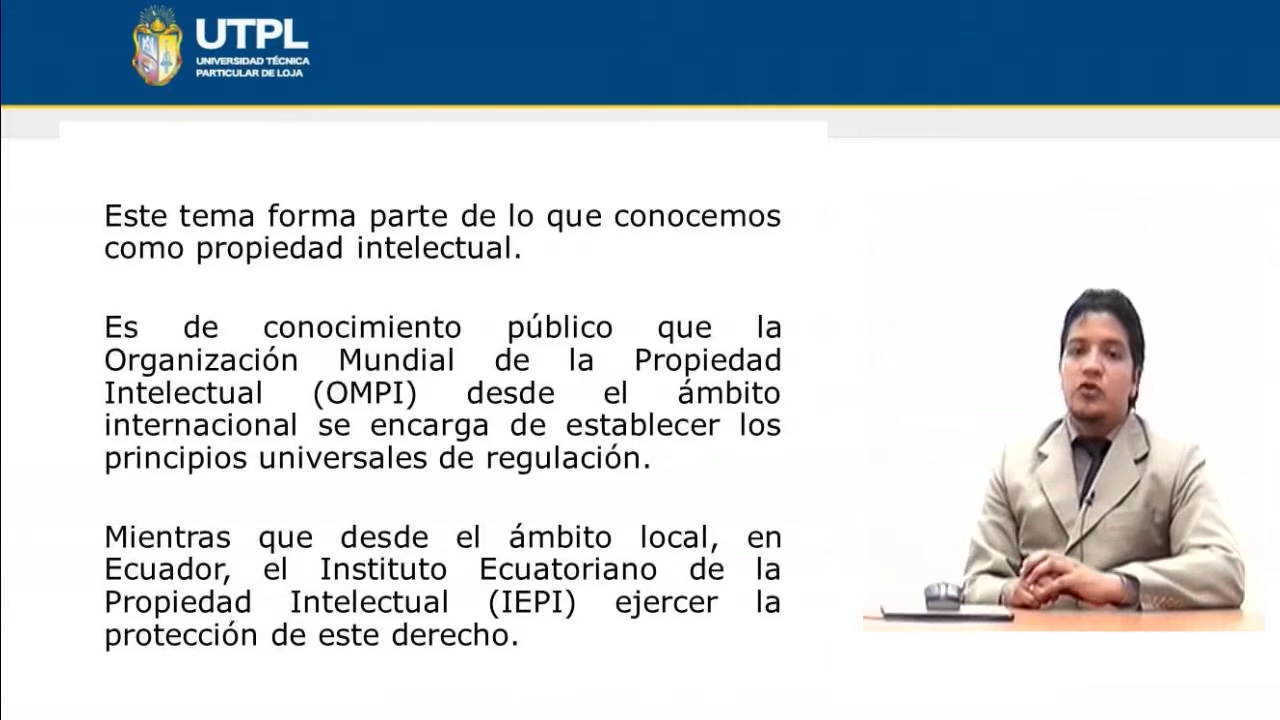 UTPL
UNIVERSIDAD TÉCNICA
PARTICULAR DE LOJA
Este tema forma parte de lo que conocemos
como propiedad intelectual.
Es de conocimiento público que la
Organización Mundial de la Propiedad
Intelectual (OMPI) desde el ámbito
internacional se encarga de establecer los
principios universales de regulación.
Mientras que desde el ámbito local, en
Ecuador, el Instituto Ecuatoriano de la
Propiedad Intelectual (IEPI) ejercer la
protección de este derecho.